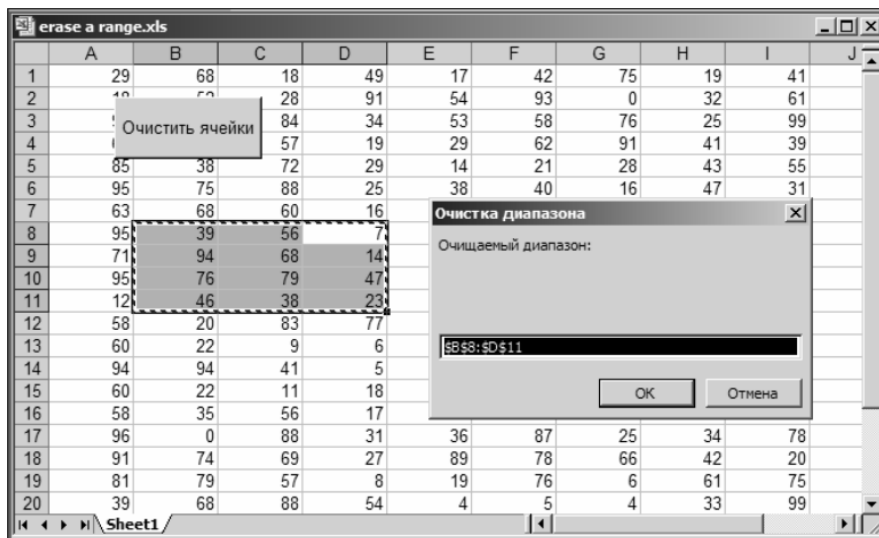 erase a range.xls
A B C D E F G H I J
1 29 68 18 49 17 42 75 19 41
2 28 91 54 93 0 32 61
Очистить ячейки
3 84 34 53 58 76 25 99
4 57 19 29 62 91 41 39
5 85 38 72 29 14 21 28 43 55
6 95 75 88 25 38 40 16 47 31
7 63 68 60 16
8 95 39 56 7
9 71 94 68 14
10 95 76 79 47
11 12 46 38 23
12 58 20 83 77
13 60 22 9 6
14 94 94 41 5
15 60 22 11 18
16 58 35 56 17
Очистка диапазона
Очищаемый диапазон:
$B$8:$D$11
OK Отмена
17 96 0 88 31 36 87 25 34 78
18 91 74 69 27 89 78 66 42 20
19 81 79 57 8 19 76 6 61 75
20 39 68 88 54 4 5 4 33 99
Sheet1